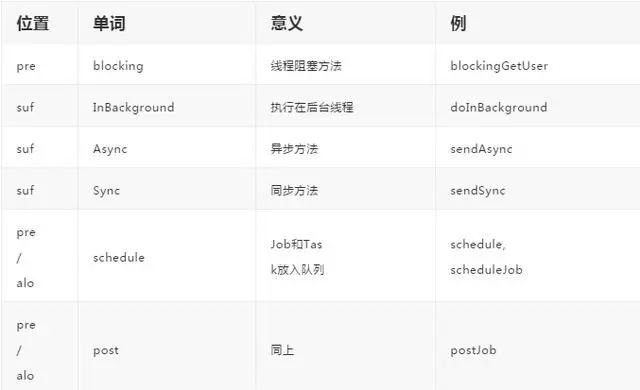 位置 单词 意义 例
pre blocking 线程阻塞方法 blockingGetUser
suf InBackground 执行在后台线程 doInBackground
suf Async 异步方法 sendAsync
suf Sync 同步方法 sendSync
pre
/
alo
schedule
Job和Tas
k放入队列
schedule,
scheduleJob
pre
/
alo
post 同上 postJob